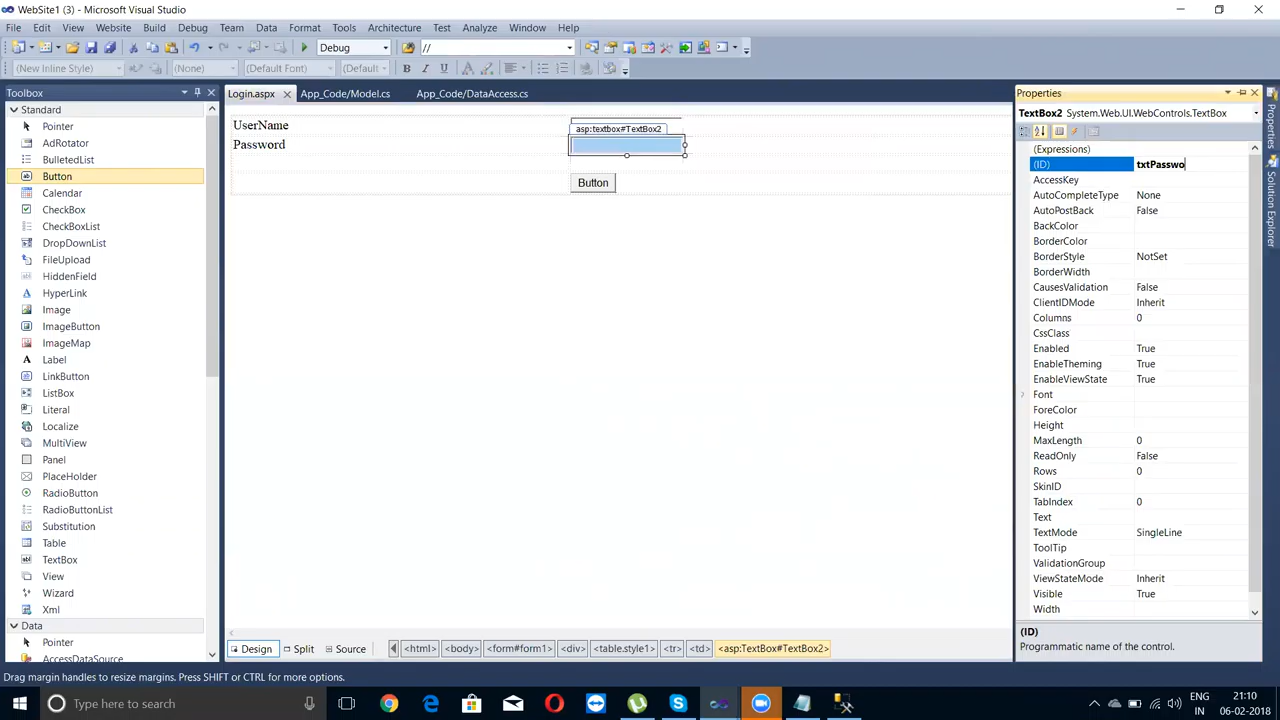 WebSite1 (3) - Microsoft Visual Studio
File Edit View Website Build Debug Team Data Format Tools Architecture Test Analyze Window Help
Debug //
(New Inline Style) (None) (Default Font) (Default B I U A
Toolbox
Standard
Pointer
AdRotator
BulletedList
Button
Calendar
CheckBox
CheckBoxList
DropDownList
FileUpload
HiddenField
HyperLink
Image
ImageButton
ImageMap
Label
LinkButton
ListBox
Literal
Localize
MultiView
Panel
PlaceHolder
RadioButton
RadioButtonList
Substitution
Table
TextBox
View
Wizard
Xml
Data
Pointer
AccessDataSource
Login.aspx App_Code/Model.cs App_Code/DataAccess.cs
UserName
asp:textbox#TextBox2
Password
Button
Design Split Source <html> <body> <form#form1> <div> <table.style1> <tr> <td> <asp:TextBox#TextBox2>
Properties
TextBox2 System.Web.UI.WebControls.TextBox
(Expressions)
(ID) txtPasswo
AccessKey
AutoCompleteType None
AutoPostBack False
BackColor
BorderColor
BorderStyle NotSet
BorderWidth
CausesValidation False
ClientIDMode Inherit
Columns 0
CssClass
Enabled True
EnableTheming True
EnableViewState True
Font
ForeColor
Height
MaxLength 0
ReadOnly False
Rows 0
SkinID
TabIndex 0
Text
TextMode SingleLine
ToolTip
ValidationGroup
ViewStateMode Inherit
Visible True
Width
(ID)
Programmatic name of the control.
Properties
Solution Explorer
Drag margin handles to resize margins. Press SHIFT or CTRL for more options.
Type here to search
ENG
IN
21:10
06-02-2018